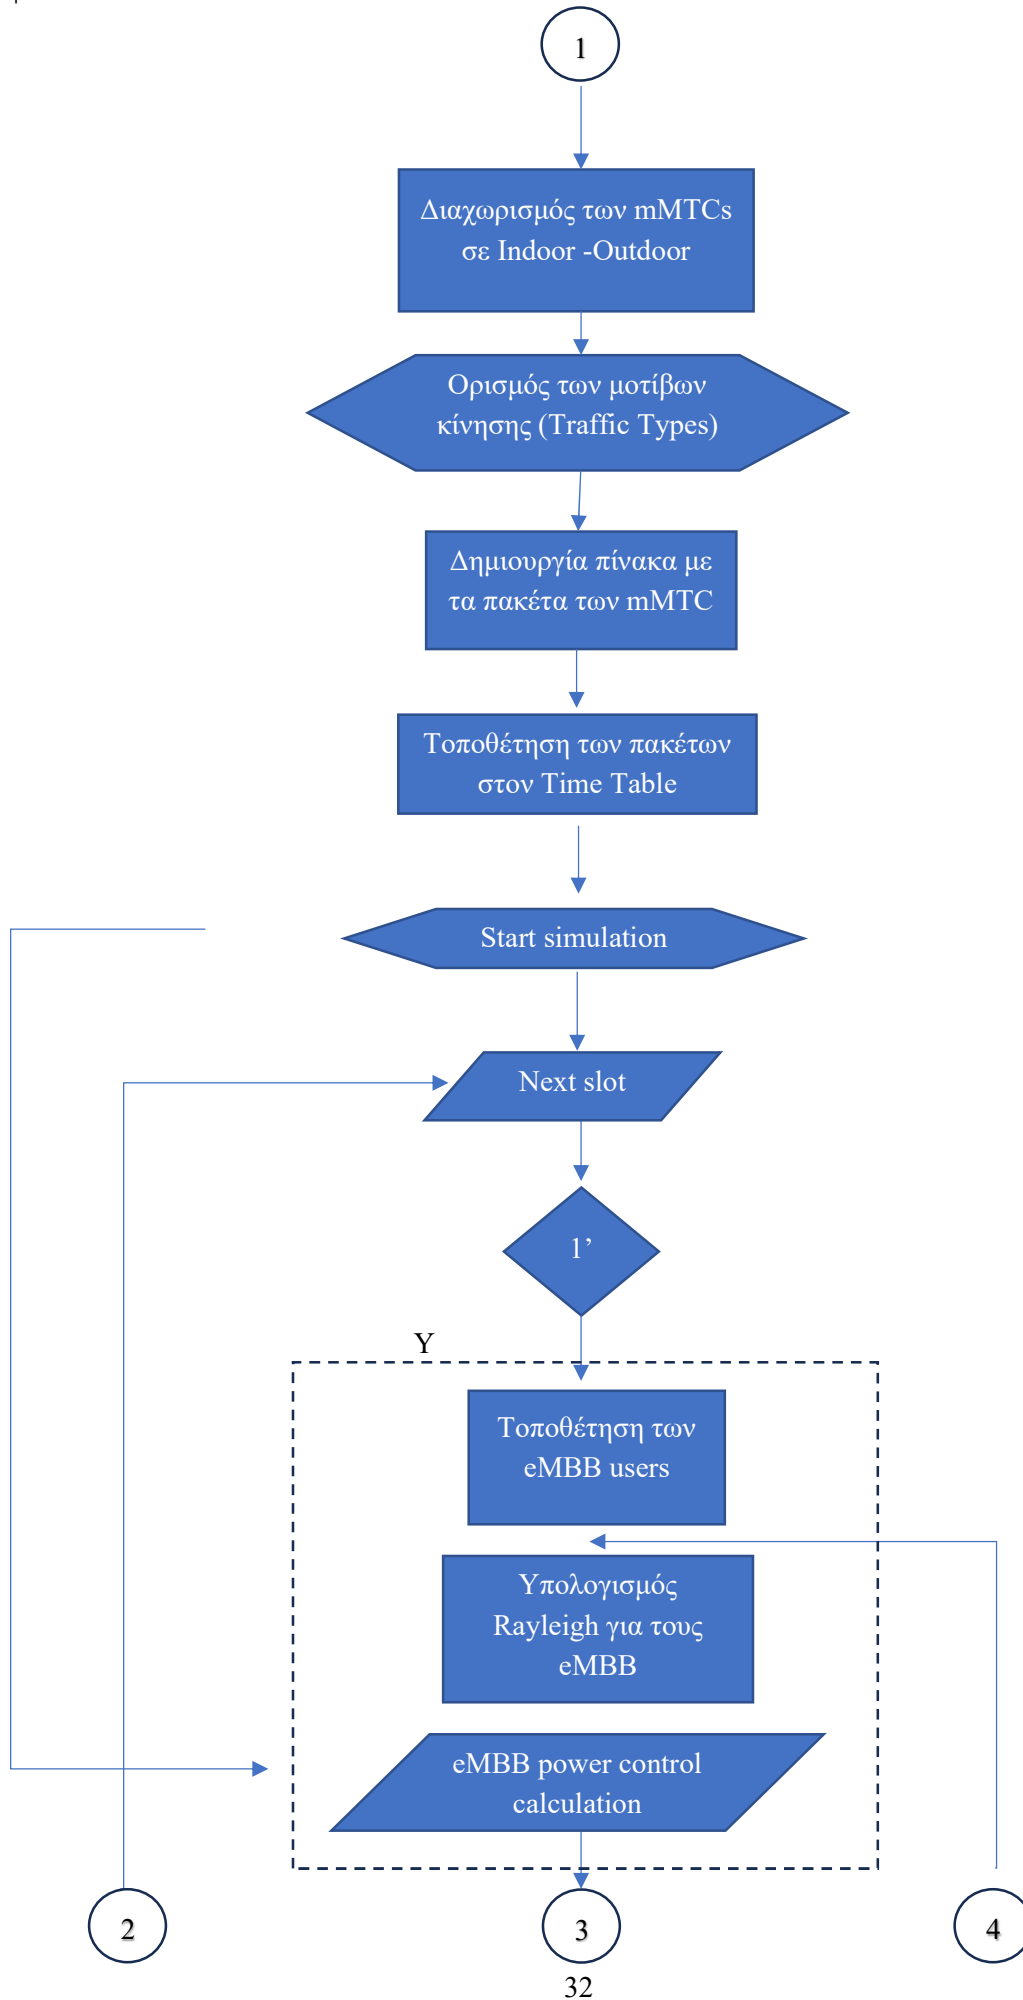 1
Διαχωρισμός των mMTCs
σε Indoor -Outdoor
Ορισμός των μοτίβων
κίνησης (Traffic Types)
Δημιουργία πίνακα με
τα πακέτα των mMTC
Τοποθέτηση των πακέτων
στον Time Table
Start simulation
Next slot
1’
Y
Τοποθέτηση των
eMBB users
Υπολογισμός
Rayleigh για τους
eMBB
eMBB power control
calculation
2
3
4
32